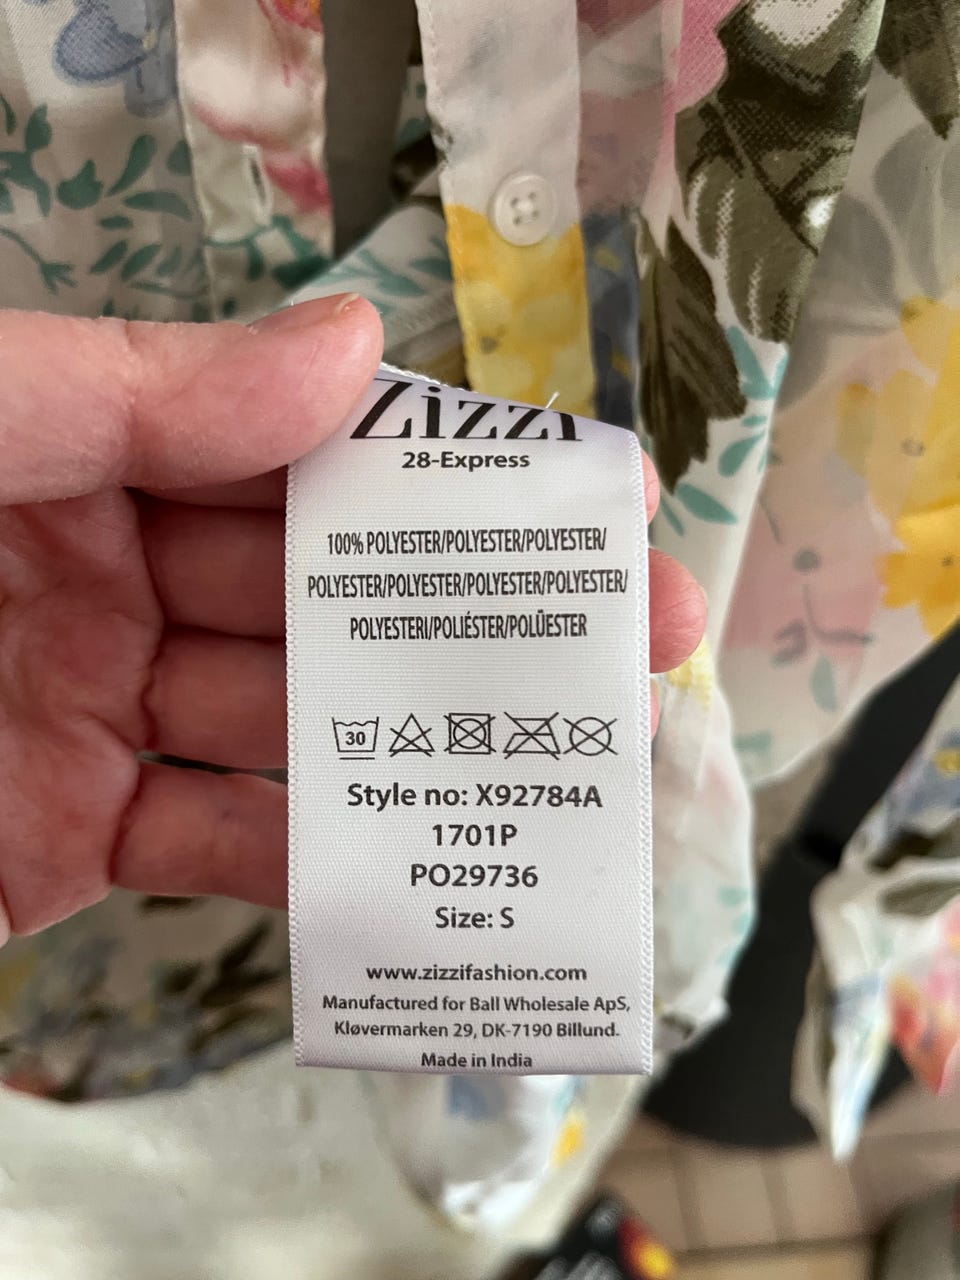 Zizzi
28-Express
100% POLYESTER/POLYESTER/POLYESTER/
POLYESTER/POLYESTER/POLYESTER/POLYESTER/
POLYESTERI/POLIÉSTER/POLÜESTER
30
Style no: X92784A
1701P
PO29736
Size: S
www.zizzifashion.com
Manufactured for Ball Wholesale ApS,
Kløvermarken 29, DK-7190 Billund.
Made in India